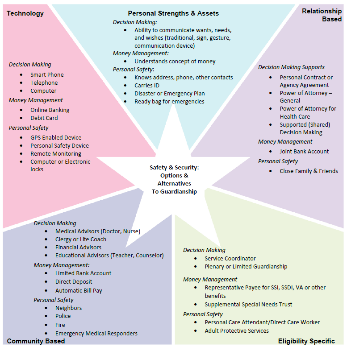 Technology
Decision Making
• Smart Phone
• Telephone
• Computer
Money Management
• Online Banking
• Debit Card
Personal Safety
• GPS Enabled Device
• Personal Safety Device
• Remote Monitoring
• Computer or Electronic
locks
Personal Strengths & Assets
Decision Making:
• Ability to communicate wants, needs,
and wishes (traditional, sign, gesture,
communication device)
Money Management:
• Understands concept of money
Personal Safety:
• Knows address, phone, other contacts
• Carries ID
• Disaster or Emergency Plan
• Ready bag for emergencies
Relationship
Based
Decision Making Supports
• Personal Contract or
Agency Agreement
• Power of Attorney –
General
• Power of Attorney for
Health Care
• Supported (Shared)
Decision Making
Money Management
• Joint Bank Account
Personal Safety
• Close Family & Friends
Safety & Security:
Options &
Alternatives
To Guardianship
Decision Making
• Medical Advisors (Doctor, Nurse)
• Clergy or Life Coach
• Financial Advisors
• Educational Advisors (Teacher, Counselor)
Money Management:
• Limited Bank Account
• Direct Deposit
• Automatic Bill Pay
Personal Safety
• Neighbors
• Police
• Fire
• Emergency Medical Responders
Community Based
Decision Making
• Service Coordinator
• Plenary or Limited Guardianship
Money Management
• Representative Payee for SSI, SSDI, VA or other
benefits
• Supplemental Special Needs Trust
Personal Safety
• Personal Care Attendant/Direct Care Worker
• Adult Protective Services
Eligibility Specific